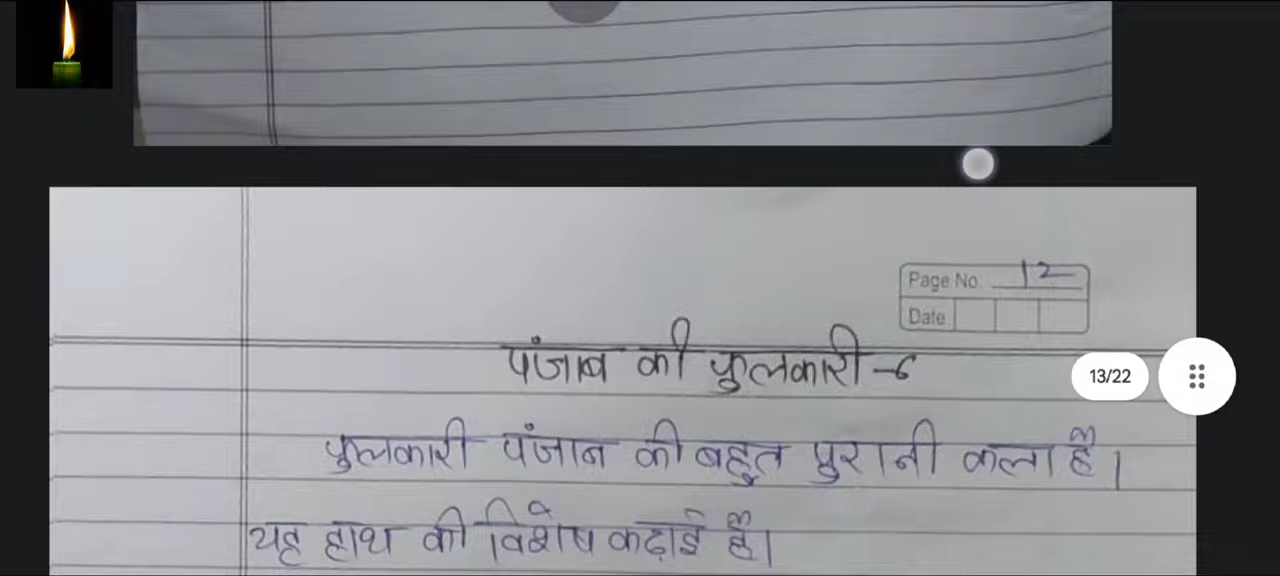 Page No. 12
Date
पंजाब की फुलकारी -6
13/22
फुलकारी पंजाब की बहुत पुरानी कला है।
यह हाथ की विशेष कढ़ाई है।